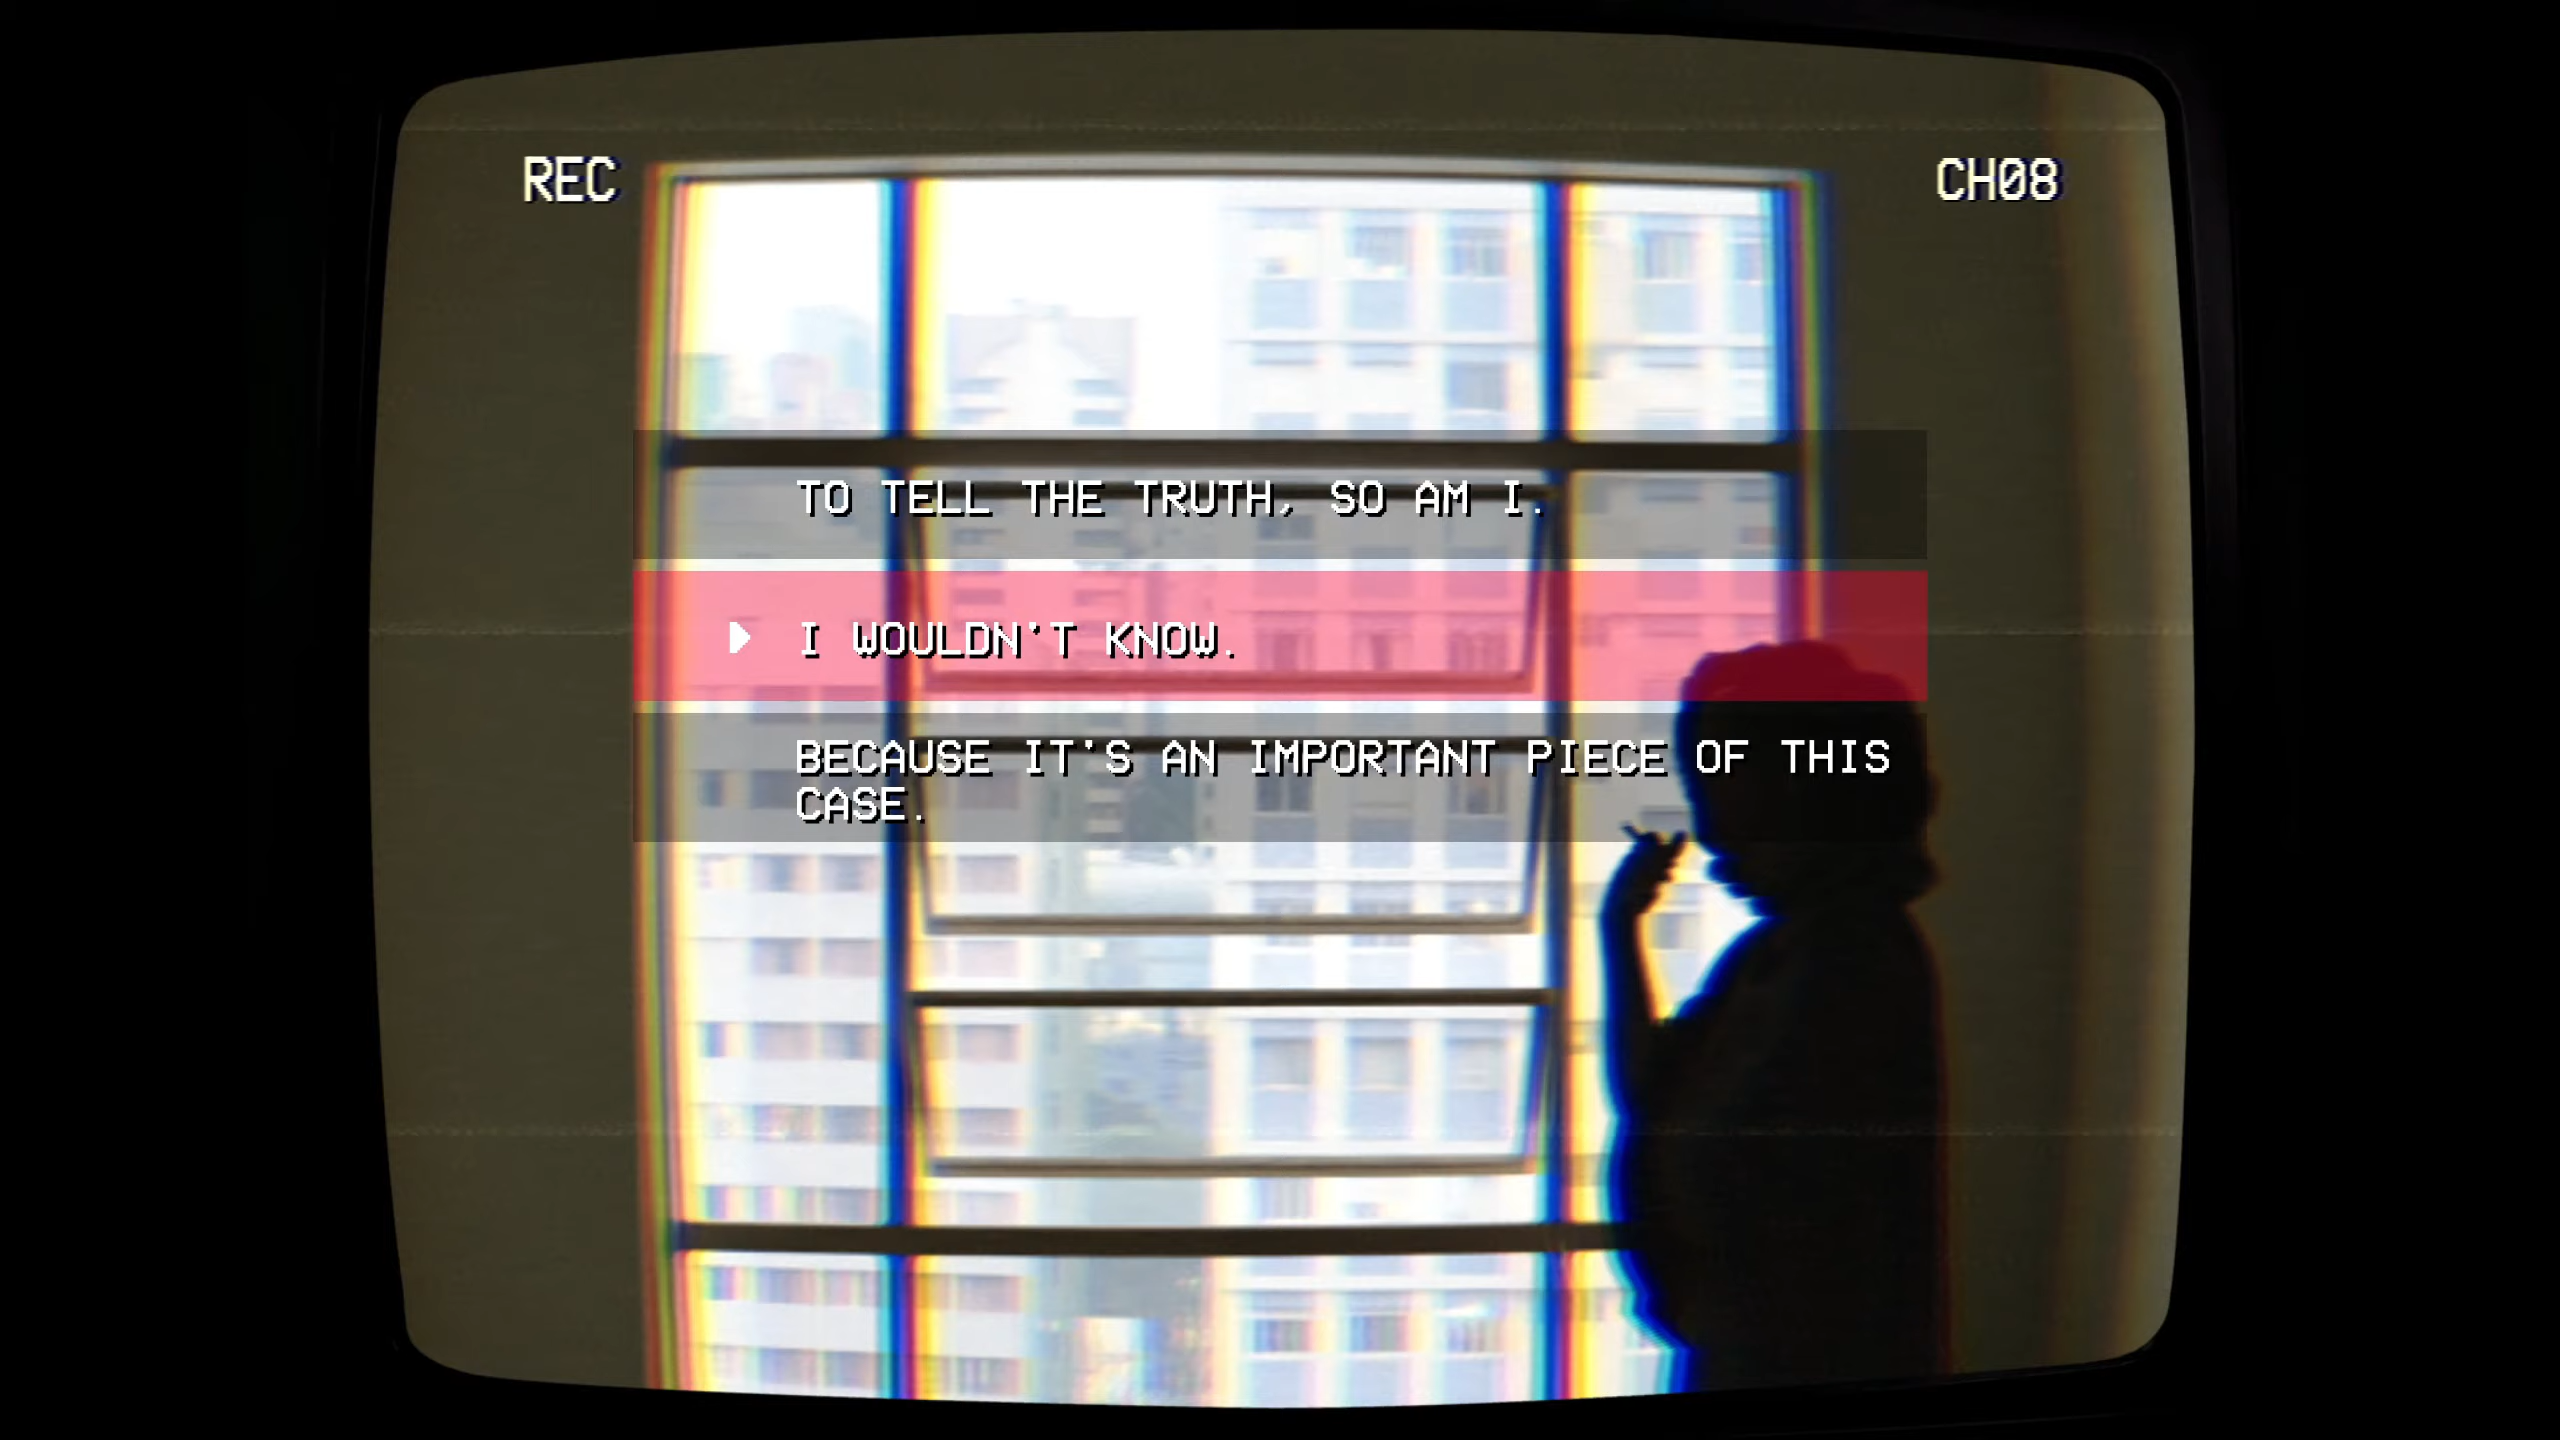 REC
CH08
TO TELL THE TRUTH, SO AM I.
I WOULDN'T KNOW.
BECAUSE IT'S AN IMPORTANT PIECE OF THIS
CASE.